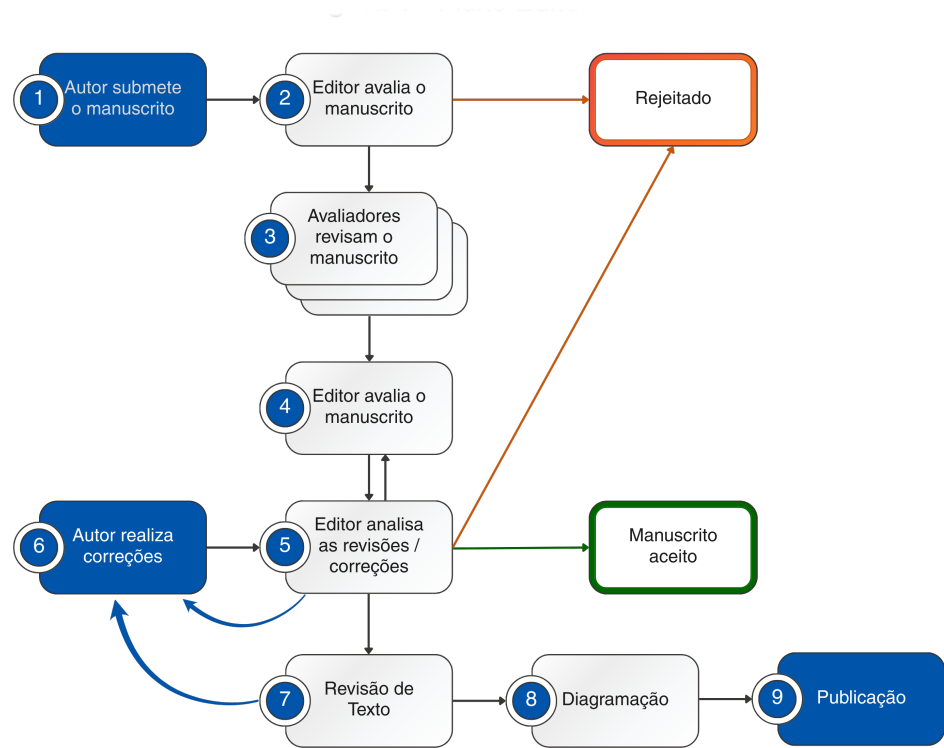 1
Autor submete
o manuscrito
2
Editor avalia o
manuscrito
Rejeitado
3
Avaliadores
revisam o
manuscrito
4
Editor avalia o
manuscrito
6
Autor realiza
correções
5
Editor analisa
as revisões /
correções
Manuscrito
aceito
7
Revisão de
Texto
8
Diagramação
9
Publicação